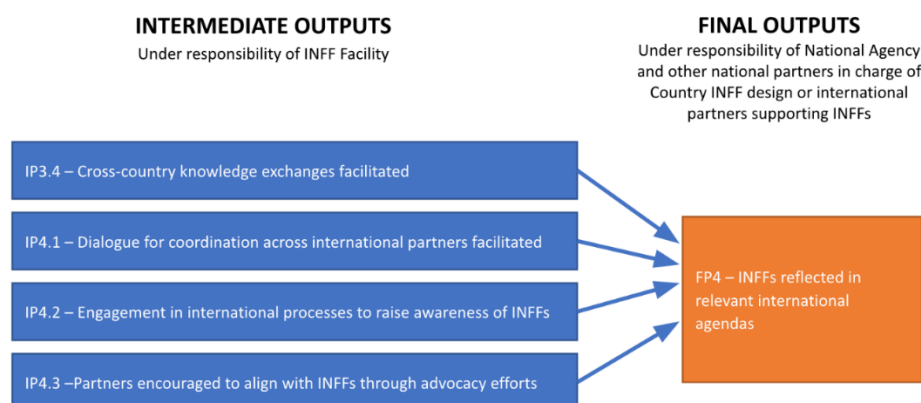 INTERMEDIATE OUTPUTS
Under responsibility of INFF Facility
FINAL OUTPUTS
Under responsibility of National Agency
and other national partners in charge of
Country INFF design or international
partners supporting INFFs
IP3.4 – Cross-country knowledge exchanges facilitated
IP4.1 – Dialogue for coordination across international partners facilitated
IP4.2 – Engagement in international processes to raise awareness of INFFs
IP4.3 –Partners encouraged to align with INFFs through advocacy efforts
FP4 – INFFs reflected in
relevant international
agendas